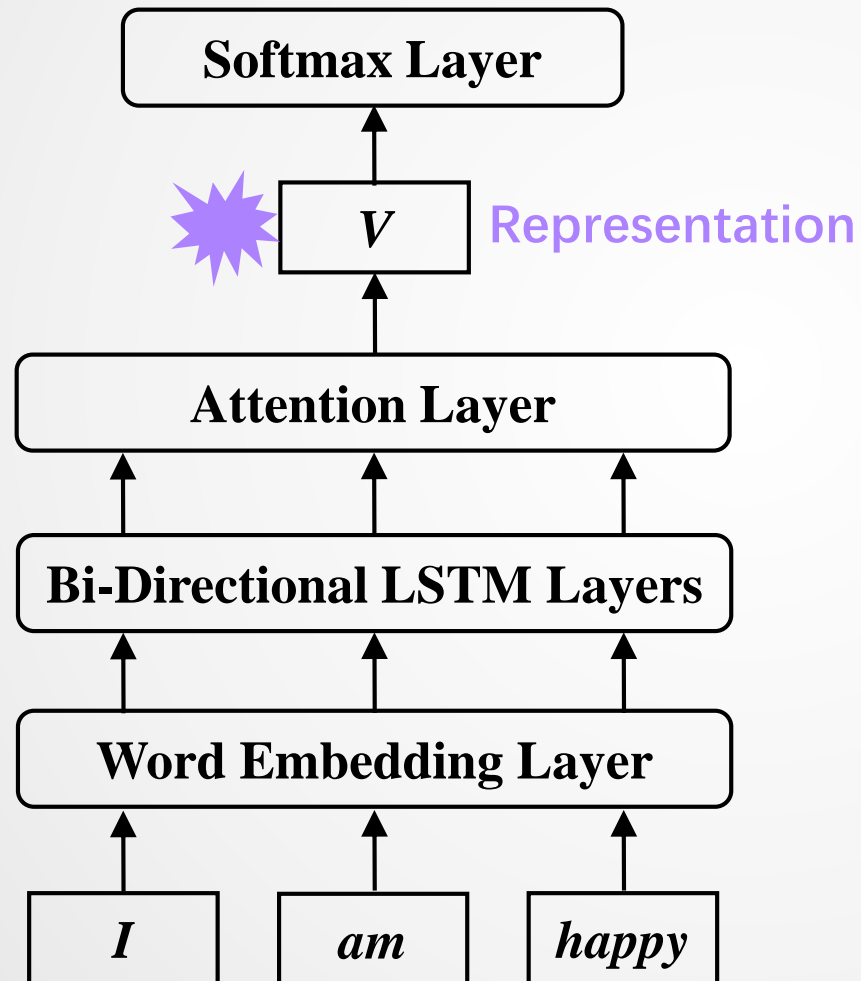 Softmax Layer
V Representation
Attention Layer
Bi-Directional LSTM Layers
Word Embedding Layer
I am happy